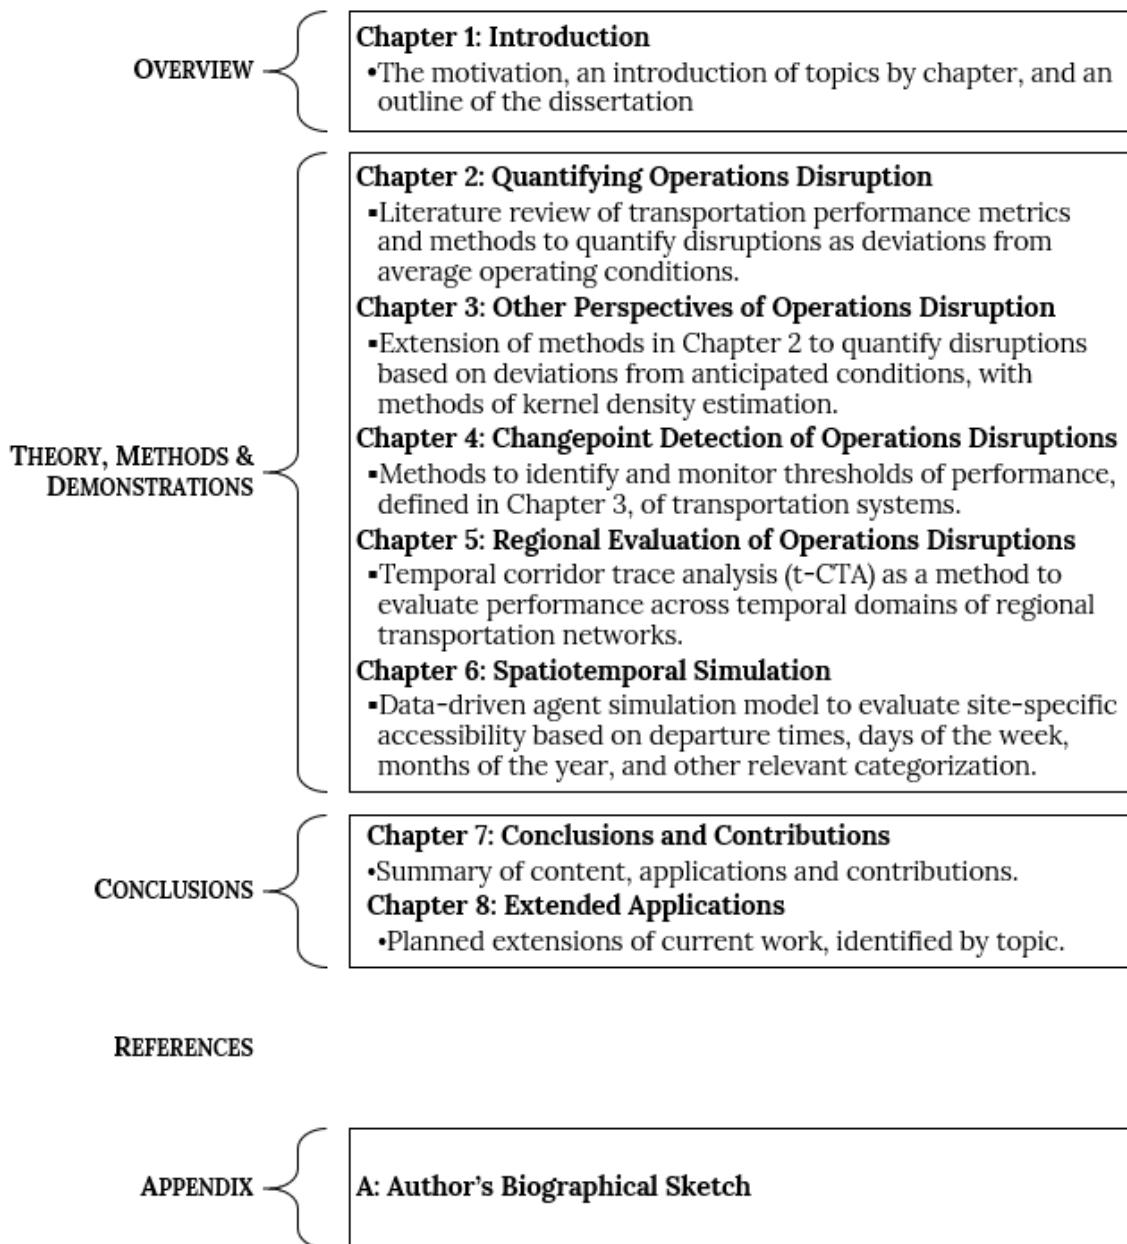 OVERVIEW
Chapter 1: Introduction
•The motivation, an introduction of topics by chapter, and an
outline of the dissertation
THEORY, METHODS &
DEMONSTRATIONS
Chapter 2: Quantifying Operations Disruption
▪Literature review of transportation performance metrics
and methods to quantify disruptions as deviations from
average operating conditions.
Chapter 3: Other Perspectives of Operations Disruption
▪Extension of methods in Chapter 2 to quantify disruptions
based on deviations from anticipated conditions, with
methods of kernel density estimation.
Chapter 4: Changepoint Detection of Operations Disruptions
▪Methods to identify and monitor thresholds of performance,
defined in Chapter 3, of transportation systems.
Chapter 5: Regional Evaluation of Operations Disruptions
▪Temporal corridor trace analysis (t-CTA) as a method to
evaluate performance across temporal domains of regional
transportation networks.
Chapter 6: Spatiotemporal Simulation
▪Data-driven agent simulation model to evaluate site-specific
accessibility based on departure times, days of the week,
months of the year, and other relevant categorization.
CONCLUSIONS
Chapter 7: Conclusions and Contributions
•Summary of content, applications and contributions.
Chapter 8: Extended Applications
•Planned extensions of current work, identified by topic.
REFERENCES
APPENDIX
A: Author’s Biographical Sketch